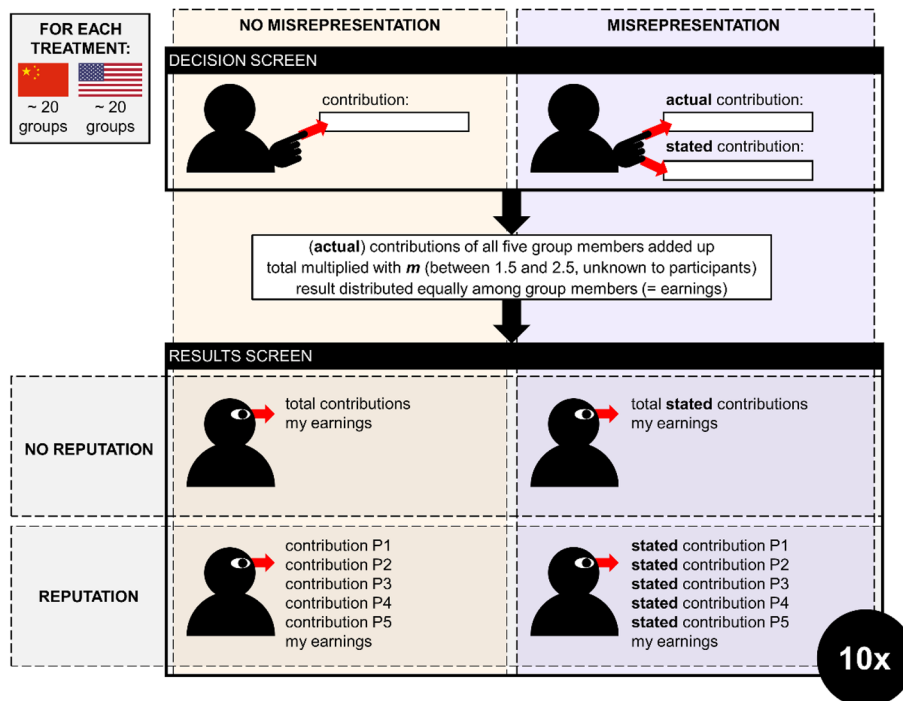 FOR EACH
TREATMENT:
~ 20
groups
~ 20
groups
NO MISREPRESENTATION
MISREPRESENTATION
DECISION SCREEN
contribution:
actual contribution:
stated contribution:
(actual) contributions of all five group members added up
total multiplied with m (between 1.5 and 2.5, unknown to participants)
result distributed equally among group members (= earnings)
RESULTS SCREEN
NO REPUTATION
total contributions
my earnings
total stated contributions
my earnings
REPUTATION
contribution P1
contribution P2
contribution P3
contribution P4
contribution P5
my earnings
stated contribution P1
stated contribution P2
stated contribution P3
stated contribution P4
stated contribution P5
my earnings
10x